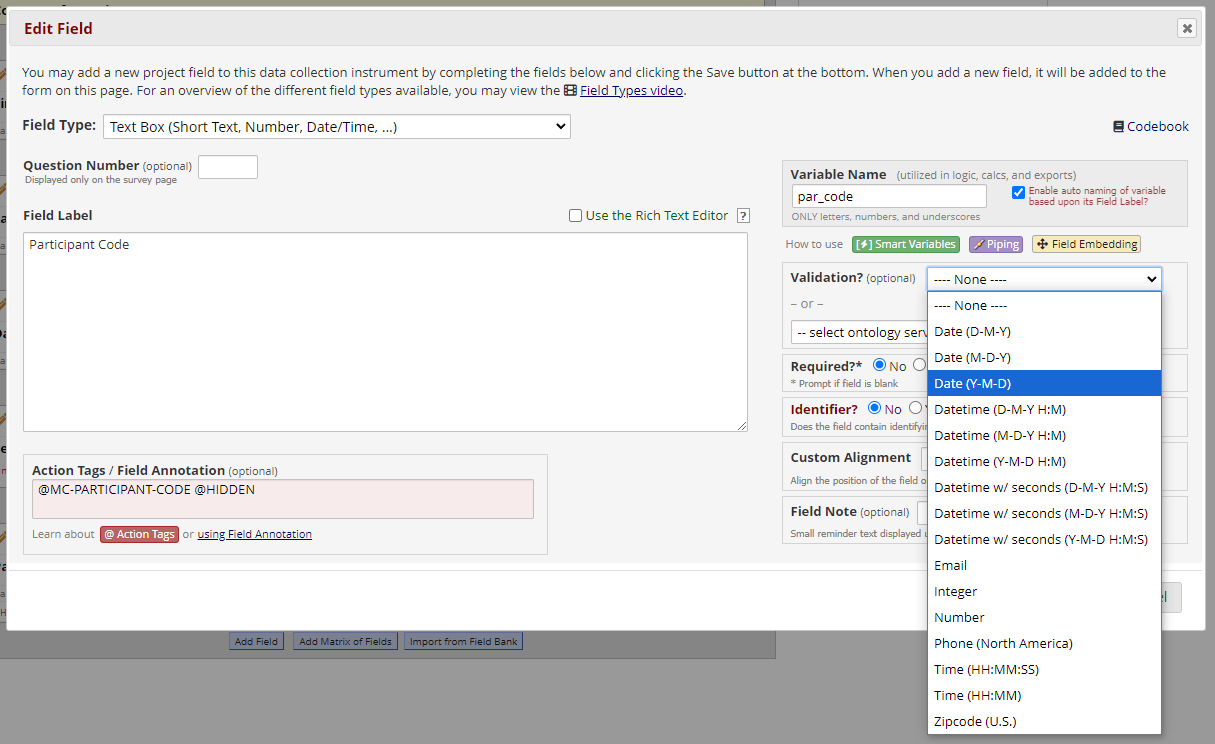 Edit Field
You may add a new project field to this data collection instrument by completing the fields below and clicking the Save button at the bottom. When you add a new field, it will be added to the
form on this page. For an overview of the different field types available, you may view the Field Types video.
Field Type: Text Box (Short Text, Number, Date/Time, ...)
Codebook
Question Number (optional)
Displayed only on the survey page
Field Label
Use the Rich Text Editor ?
Participant Code
Action Tags / Field Annotation (optional)
@MC-PARTICIPANT-CODE @HIDDEN
Learn about @ Action Tags or using Field Annotation
Variable Name (utilized in logic, calcs, and exports)
par_code
Enable auto naming of variable
based upon its Field Label?
ONLY letters, numbers, and underscores
How to use [⚡] Smart Variables Piping Field Embedding
Validation? (optional) ---- None ----
– or –
-- select ontology serv
Required?* No
* Prompt if field is blank
Identifier? No
Does the field contain identifyin
Custom Alignment
Align the position of the field o
Field Note (optional)
Small reminder text displayed
---- None ----
Date (D-M-Y)
Date (M-D-Y)
Date (Y-M-D)
Datetime (D-M-Y H:M)
Datetime (M-D-Y H:M)
Datetime (Y-M-D H:M)
Datetime w/ seconds (D-M-Y H:M:S)
Datetime w/ seconds (M-D-Y H:M:S)
Datetime w/ seconds (Y-M-D H:M:S)
Email
Integer
Number
Phone (North America)
Time (HH:MM:SS)
Time (HH:MM)
Zipcode (U.S.)
Add Field Add Matrix of Fields Import from Field Bank